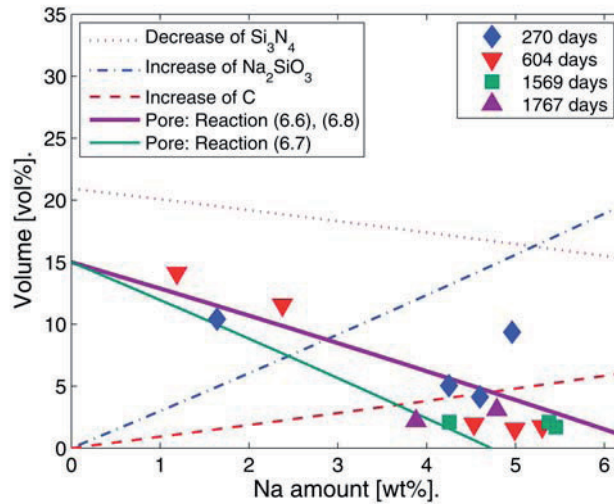 35
30
25
20
15
10
5
0
Volume [vol%].
Decrease of Si₃N₄
Increase of Na₂SiO₃
Increase of C
Pore: Reaction (6.6), (6.8)
Pore: Reaction (6.7)
270 days
604 days
1569 days
1767 days
0 1 2 3 4 5 6
Na amount [wt%].